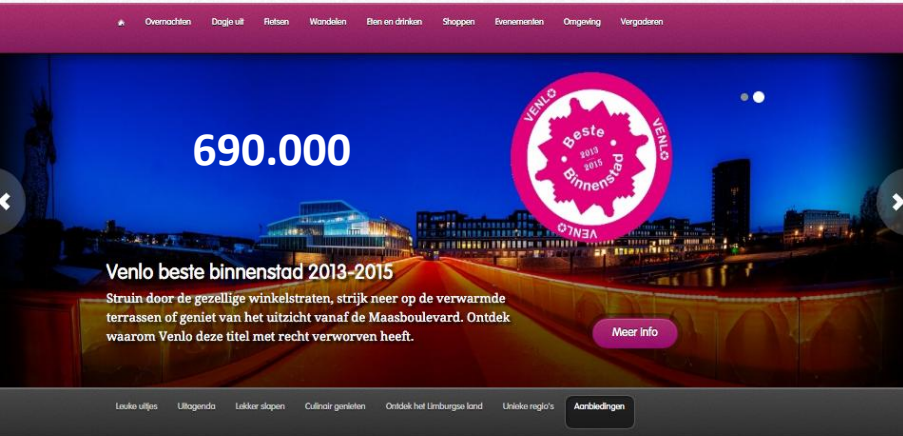 Overnachten Dagje uit Fietsen Wandelen Eten en drinken Shoppen Evenementen Omgeving Vergaderen
690.000
VENLO
VENLO
VENLO
Beste
2013
2015
Binnenstad
Venlo beste binnenstad 2013-2015
Struin door de gezellige winkelstraten, strijk neer op de verwarmde
terrassen of geniet van het uitzicht vanaf de Maasboulevard. Ontdek
waarom Venlo deze titel met recht verworven heeft.
Meer info
Leuke uitjes Uitagenda Lekker slapen Culinair genieten Ontdek het Limburgse land Unieke regio's Aanbiedingen